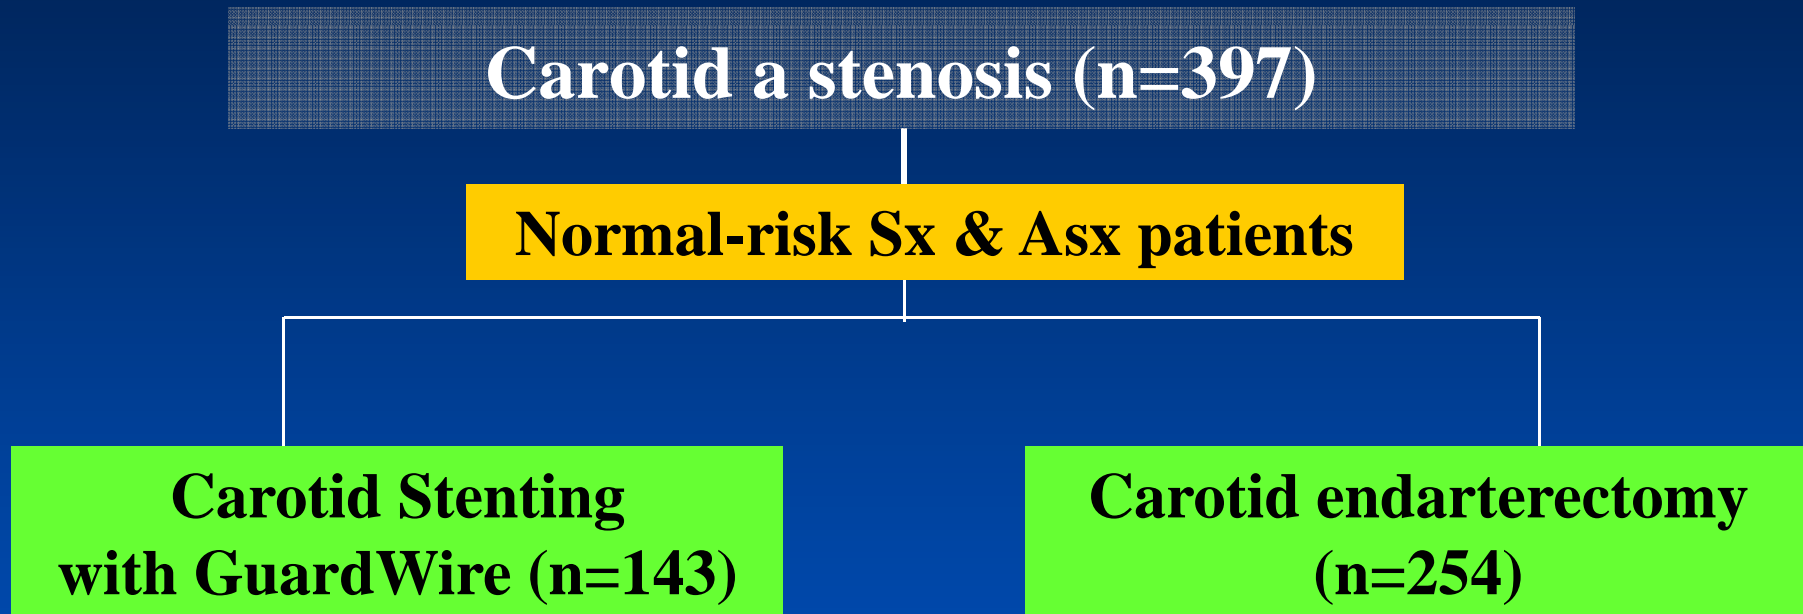 Carotid a stenosis (n=397)
Normal-risk Sx & Asx patients
Carotid Stenting
with GuardWire (n=143)
Carotid endarterectomy
(n=254)